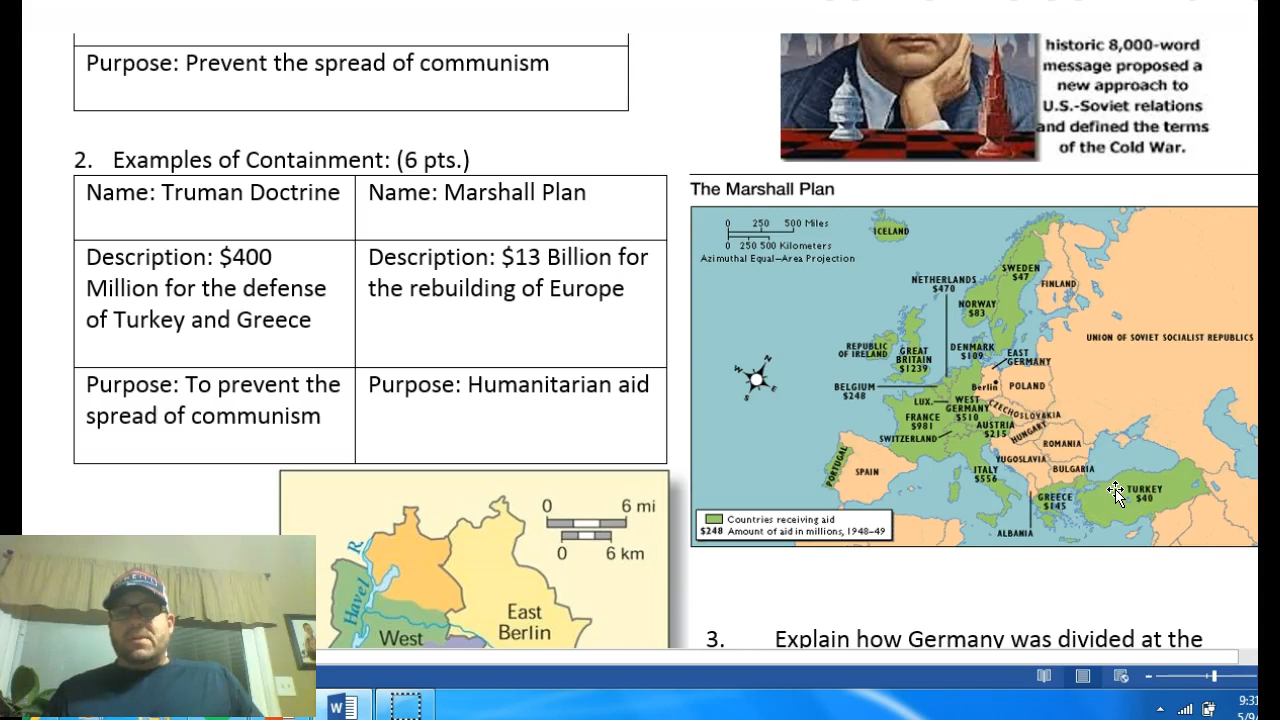 Purpose: Prevent the spread of communism
historic 8,000-word
message proposed a
new approach to
U.S.-Soviet relations
and defined the terms
of the Cold War.
2. Examples of Containment: (6 pts.)
Name: Truman Doctrine
Name: Marshall Plan
Description: $400
Million for the defense
of Turkey and Greece
Description: $13 Billion for
the rebuilding of Europe
Purpose: To prevent the
spread of communism
Purpose: Humanitarian aid
The Marshall Plan
0 250 500 Miles
0 250 500 Kilometers
Azimuthal Equal-Area Projection
ICELAND
NETHERLANDS
$470
SWEDEN
$47
FINLAND
NORWAY
$83
UNION OF SOVIET SOCIALIST REPUBLICS
REPUBLIC
OF IRELAND
GREAT
BRITAIN
$1239
DENMARK
$109
EAST
GERMANY
Berlin
POLAND
BELGIUM
$248
LUX.
WEST
GERMANY
$510
CZECHOSLOVAKIA
FRANCE
$981
AUSTRIA
$215
HUNGARY
SWITZERLAND
ROMANIA
YUGOSLAVIA
BULGARIA
PORTUGAL
SPAIN
ITALY
$556
GREECE
$145
TURKEY
$40
ALBANIA
N
W
E
S
Countries receiving aid
$248 Amount of aid in millions, 1948–49
0 6 mi
0 6 km
Havel R.
East
Berlin
West
3. Explain how Germany was divided at the
9:31
5/9